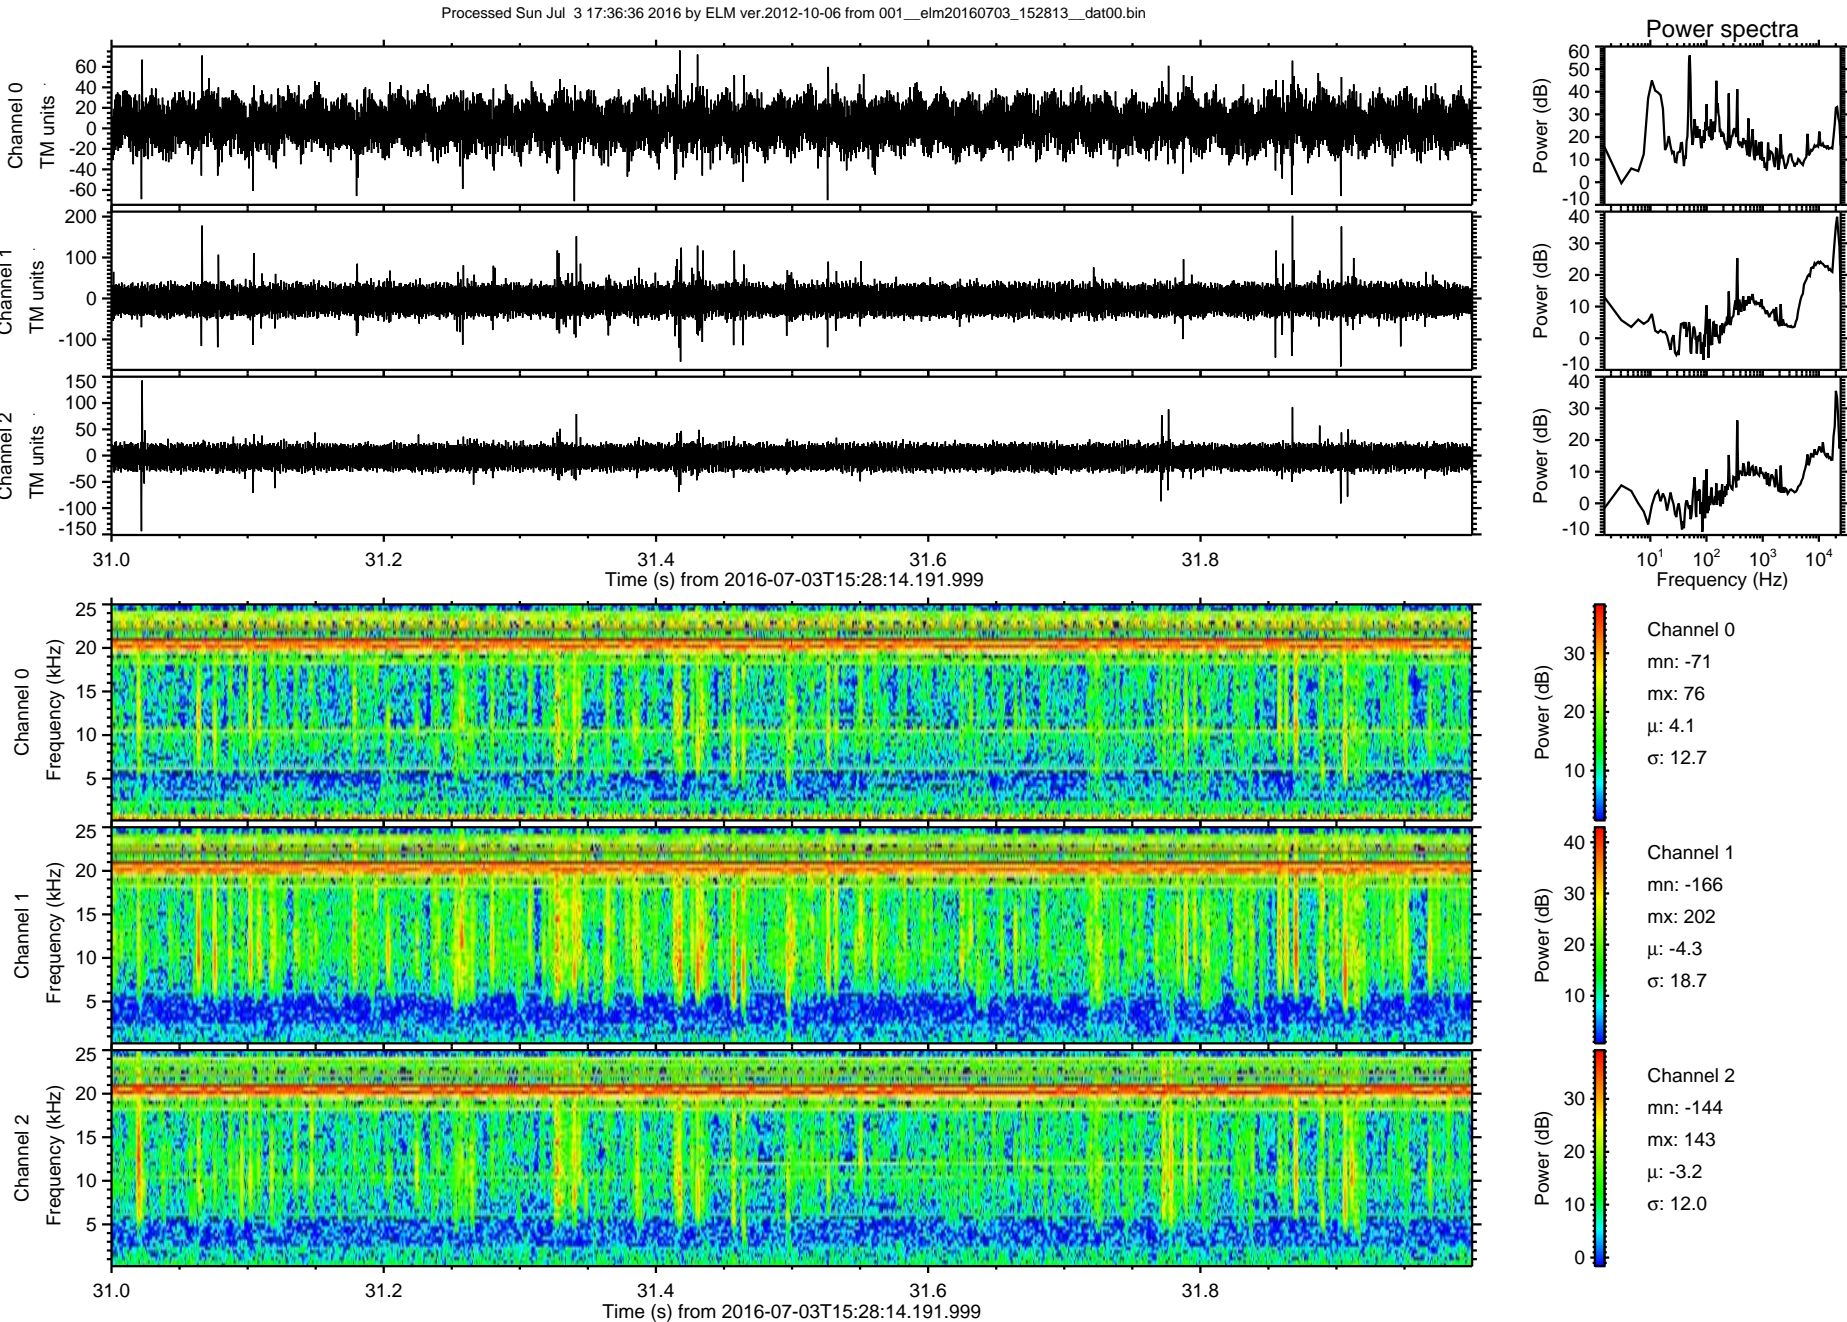 Processed Sun Jul  3 17:36:36 2016 by ELM ver.2012-10-06 from 001__elm20160703_152813__dat00.bin
Power spectra
Channel 0
TM units
60
40
20
0
-20
-40
-60
Power (dB)
60
50
40
30
20
10
0
-10
Channel 1
TM units
200
100
0
-100
Power (dB)
40
30
20
10
0
-10
Channel 2
TM units
150
100
50
0
-50
-100
-150
Power (dB)
40
30
20
10
0
-10
31.0 31.2 31.4 31.6 31.8
Time (s) from 2016-07-03T15:28:14.191.999
10^1 10^2 10^3 10^4
Frequency (Hz)
Channel 0
Frequency (kHz)
25
20
15
10
5
Power (dB)
30
20
10
Channel 0
mn: -71
mx: 76
μ: 4.1
σ: 12.7
Channel 1
Frequency (kHz)
25
20
15
10
5
Power (dB)
40
30
20
10
Channel 1
mn: -166
mx: 202
μ: -4.3
σ: 18.7
Channel 2
Frequency (kHz)
25
20
15
10
5
Power (dB)
30
20
10
0
Channel 2
mn: -144
mx: 143
μ: -3.2
σ: 12.0
31.0 31.2 31.4 31.6 31.8
Time (s) from 2016-07-03T15:28:14.191.999